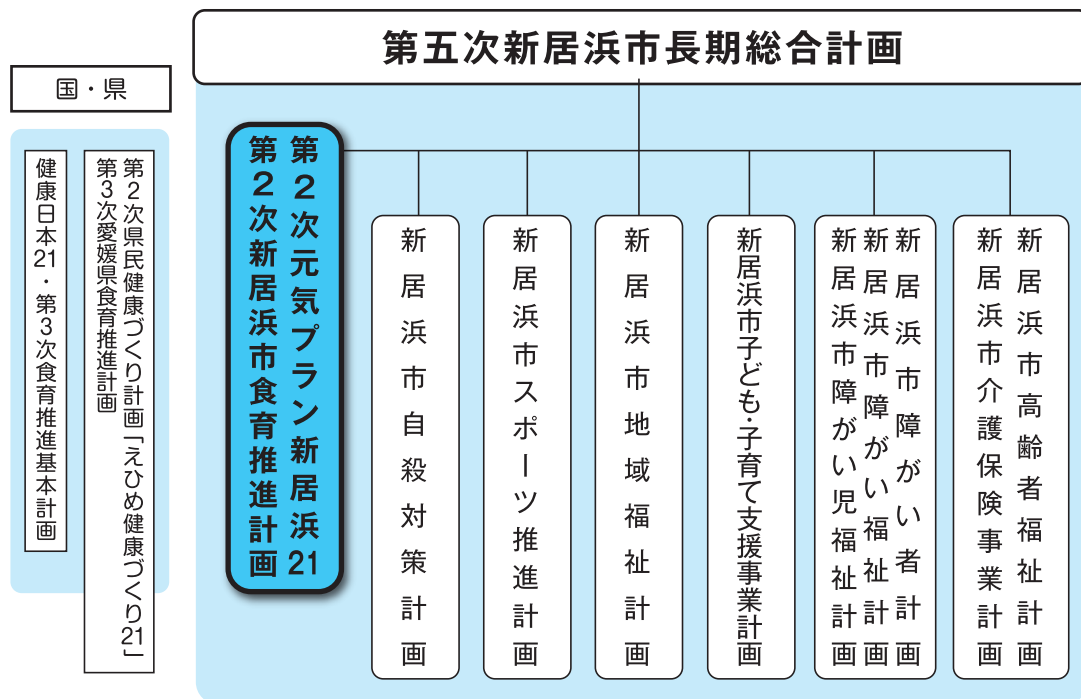 第五次新居浜市長期総合計画
国・県
第２次県民健康づくり計画「えひめ健康づくり21」
第３次愛媛県食育推進計画
健康日本21・第３次食育推進基本計画
第２次元気プラン新居浜21
第２次新居浜市食育推進計画
新居浜市自殺対策計画
新居浜市スポーツ推進計画
新居浜市地域福祉計画
新居浜市子ども・子育て支援事業計画
新居浜市障がい者計画
新居浜市障がい福祉計画
新居浜市障がい児福祉計画
新居浜市高齢者福祉計画
新居浜市介護保険事業計画